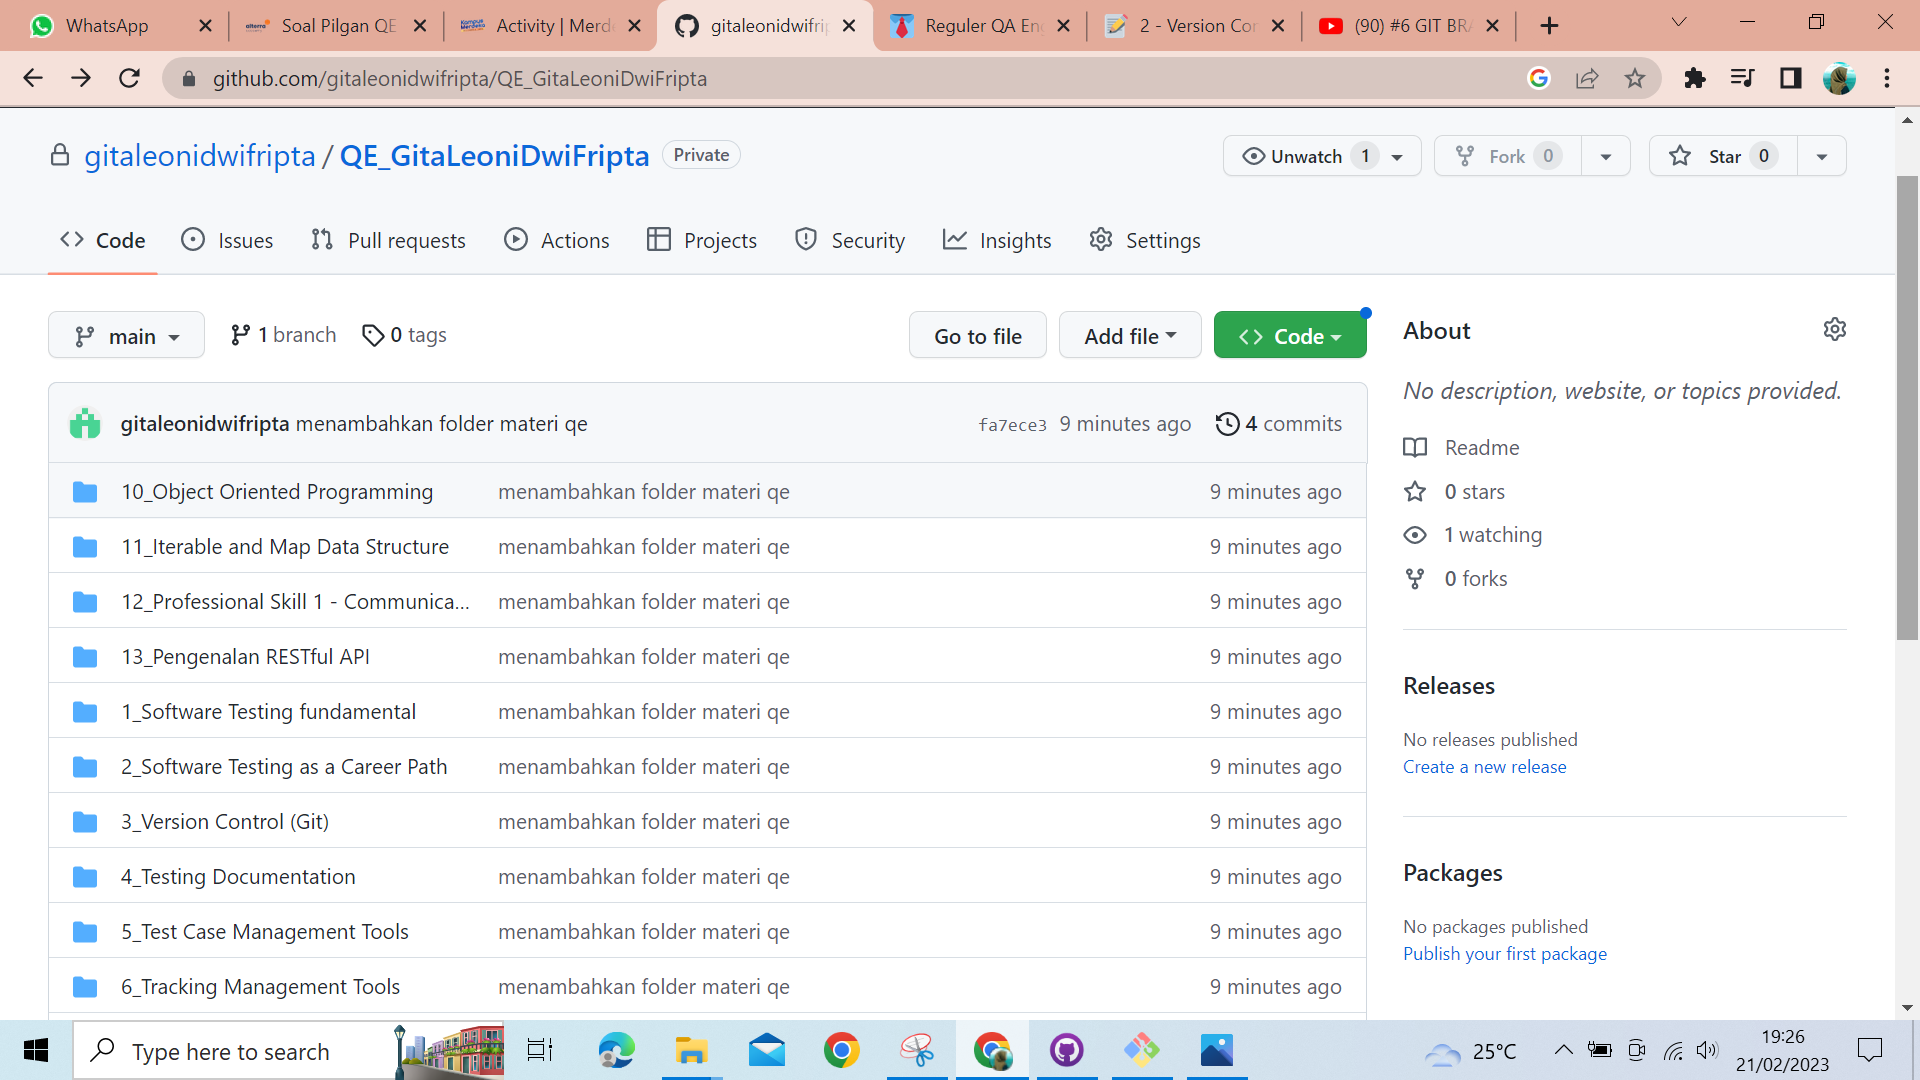 WhatsApp
Soal Pilgan QE
Activity | Merde
gitaleonidwifrip
Reguler QA Eng
2 - Version Con
(90) #6 GIT BRA
github.com/gitaleonidwifripta/QE_GitaLeoniDwiFripta
gitaleonidwifripta / QE_GitaLeoniDwiFripta Private
Unwatch 1
Fork 0
Star 0
Code Issues Pull requests Actions Projects Security Insights Settings
main 1 branch 0 tags
Go to file Add file Code
gitaleonidwifripta menambahkan folder materi qe fa7ece3 9 minutes ago 4 commits
10_Object Oriented Programming menambahkan folder materi qe 9 minutes ago
11_Iterable and Map Data Structure menambahkan folder materi qe 9 minutes ago
12_Professional Skill 1 - Communica... menambahkan folder materi qe 9 minutes ago
13_Pengenalan RESTful API menambahkan folder materi qe 9 minutes ago
1_Software Testing fundamental menambahkan folder materi qe 9 minutes ago
2_Software Testing as a Career Path menambahkan folder materi qe 9 minutes ago
3_Version Control (Git) menambahkan folder materi qe 9 minutes ago
4_Testing Documentation menambahkan folder materi qe 9 minutes ago
5_Test Case Management Tools menambahkan folder materi qe 9 minutes ago
6_Tracking Management Tools menambahkan folder materi qe 9 minutes ago
About
No description, website, or topics provided.
Readme
0 stars
1 watching
0 forks
Releases
No releases published
Create a new release
Packages
No packages published
Publish your first package
Type here to search
25°C
19:26
21/02/2023